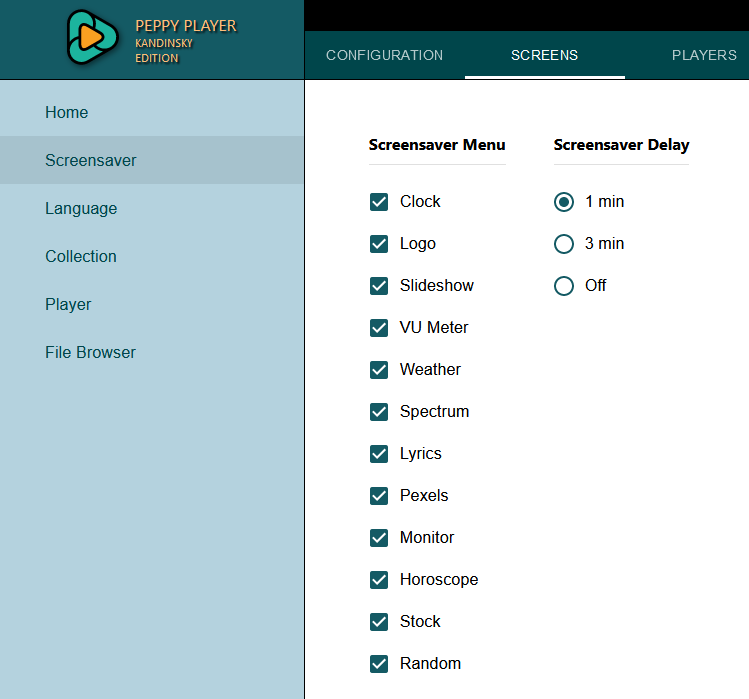 PEPPY PLAYER
KANDINSKY
EDITION
CONFIGURATION
SCREENS
PLAYERS
Home
Screensaver
Language
Collection
Player
File Browser
Screensaver Menu
Clock
Logo
Slideshow
VU Meter
Weather
Spectrum
Lyrics
Pexels
Monitor
Horoscope
Stock
Random
Screensaver Delay
1 min
3 min
Off